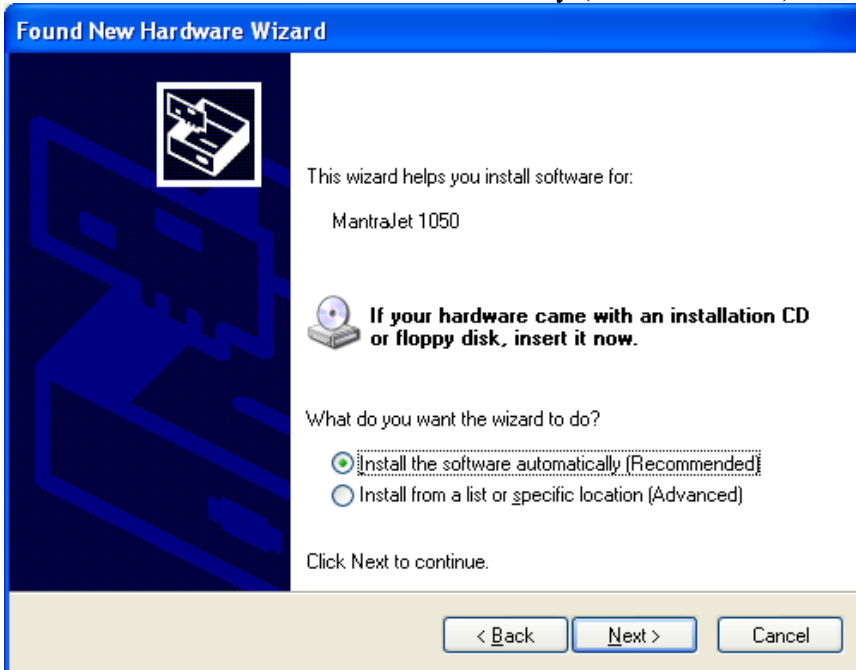 Found New Hardware Wizard
This wizard helps you install software for:
MantraJet 1050
If your hardware came with an installation CD
or floppy disk, insert it now.
What do you want the wizard to do?
Install the software automatically (Recommended)
Install from a list or specific location (Advanced)
Click Next to continue.
< Back Next > Cancel